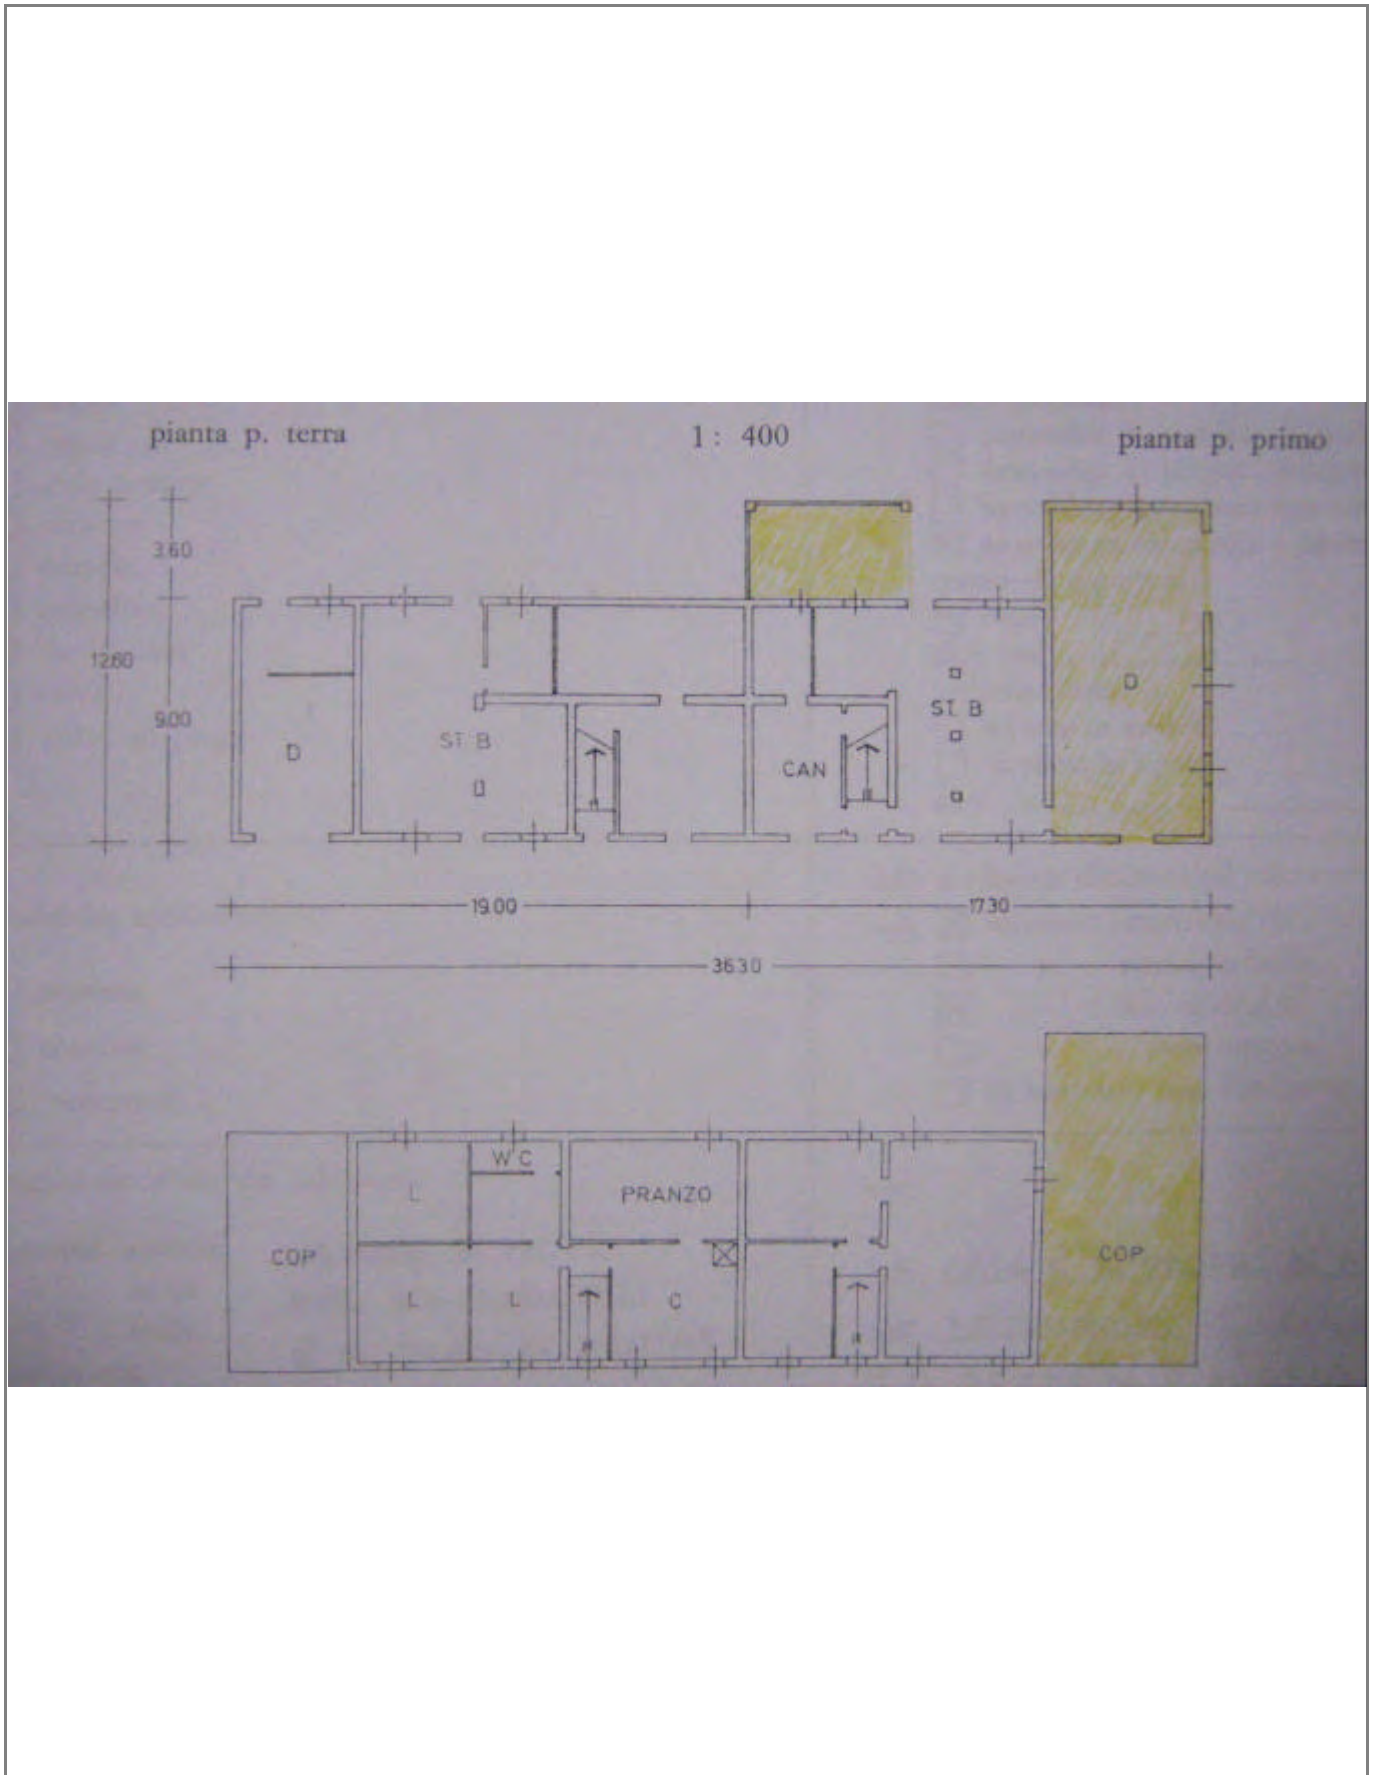 pianta p. terra 1 : 400 pianta p. primo
3.60
12.60
9.00
D
ST. B
CAN
ST. B
D
19.00 17.30
36.30
COP
L
W C
PRANZO
L
L
C
COP